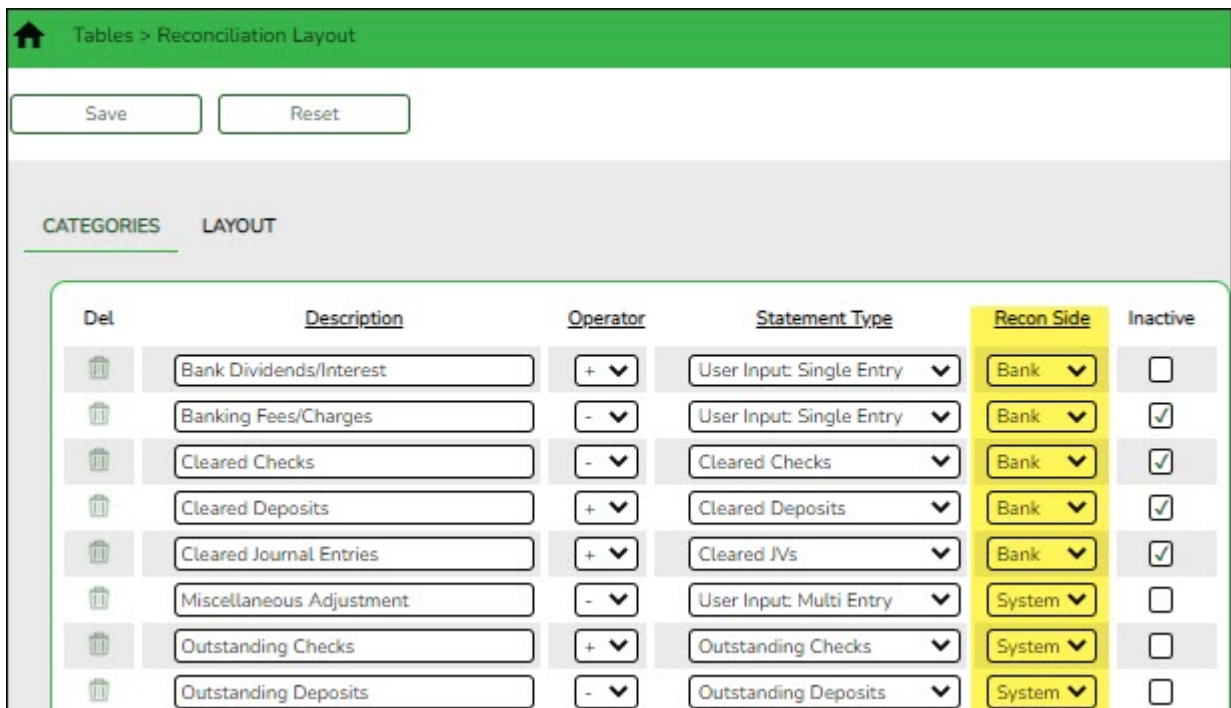 Tables > Reconciliation Layout
Save Reset
CATEGORIES LAYOUT
Del Description Operator Statement Type Recon Side Inactive
Bank Dividends/Interest + User Input: Single Entry Bank
Banking Fees/Charges - User Input: Single Entry Bank
Cleared Checks - Cleared Checks Bank
Cleared Deposits + Cleared Deposits Bank
Cleared Journal Entries + Cleared JVs Bank
Miscellaneous Adjustment - User Input: Multi Entry System
Outstanding Checks + Outstanding Checks System
Outstanding Deposits - Outstanding Deposits System